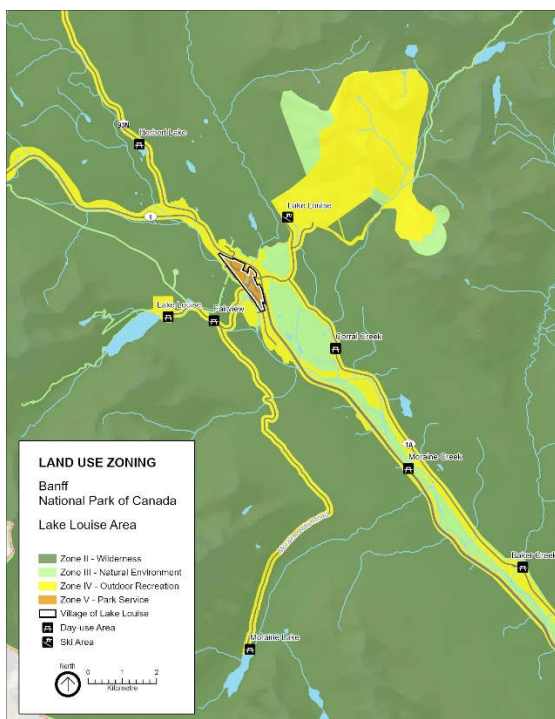 93N
Herbert Lake
Lake Louise
1
Lake Louise
Fairview
Corral Creek
1A
Moraine Creek
Moraine Lake Road
Baker Creek
Moraine Lake
LAND USE ZONING
Banff
National Park of Canada
Lake Louise Area
Zone II - Wilderness
Zone III - Natural Environment
Zone IV - Outdoor Recreation
Zone V - Park Service
Village of Lake Louise
Day-use Area
Ski Area
North
0 1 2
Kilometre